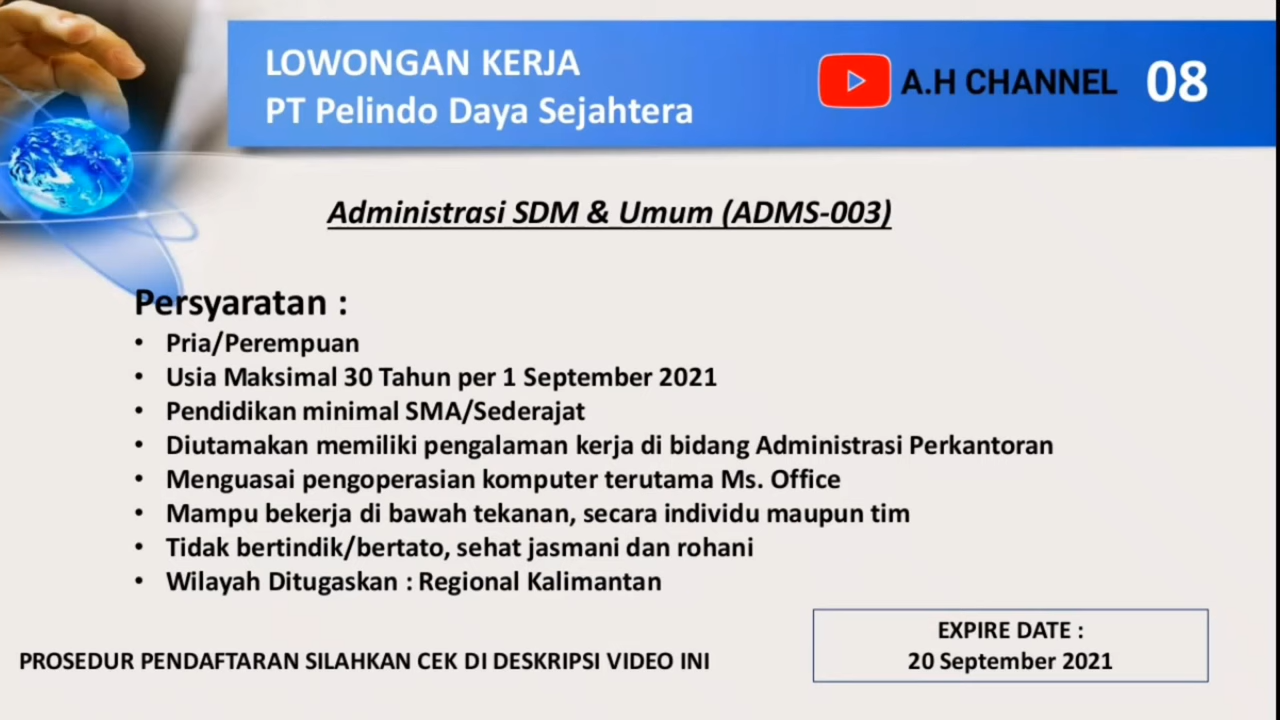 LOWONGAN KERJA
PT Pelindo Daya Sejahtera
A.H CHANNEL
08
Administrasi SDM & Umum (ADMS-003)
Persyaratan :
• Pria/Perempuan
• Usia Maksimal 30 Tahun per 1 September 2021
• Pendidikan minimal SMA/Sederajat
• Diutamakan memiliki pengalaman kerja di bidang Administrasi Perkantoran
• Menguasai pengoperasian komputer terutama Ms. Office
• Mampu bekerja di bawah tekanan, secara individu maupun tim
• Tidak bertindik/bertato, sehat jasmani dan rohani
• Wilayah Ditugaskan : Regional Kalimantan
PROSEDUR PENDAFTARAN SILAHKAN CEK DI DESKRIPSI VIDEO INI
EXPIRE DATE :
20 September 2021